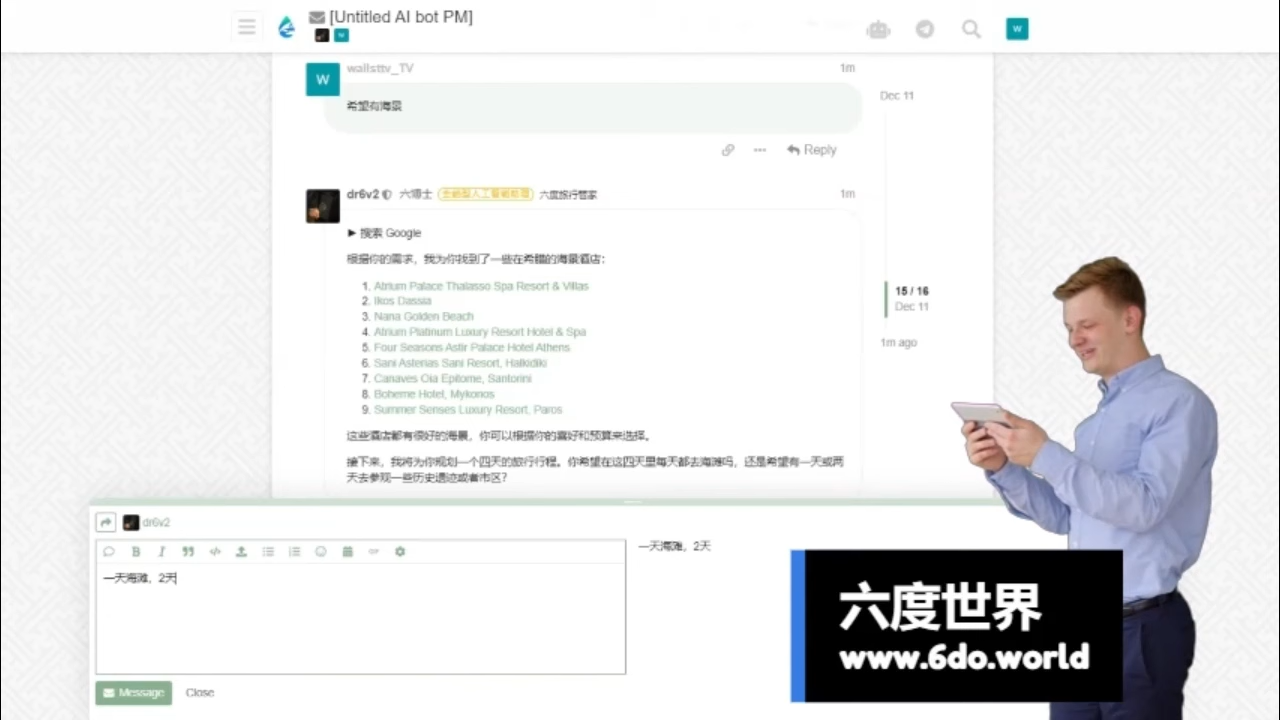 [Untitled AI bot PM]
W
W
wallsttv_TV
1m
希望有海景
Dec 11
Reply
dr6v2 六博士 全能型人工智能助理 六度旅行管家
1m
▶ 搜索 Google
根据你的需求，我为你找到了一些在希腊的海景酒店：
1. Atrium Palace Thalasso Spa Resort & Villas
2. Ikos Dassia
3. Nana Golden Beach
4. Atrium Platinum Luxury Resort Hotel & Spa
5. Four Seasons Astir Palace Hotel Athens
6. Sani Asterias Sani Resort, Halkidiki
7. Canaves Oia Epitome, Santorini
8. Boheme Hotel, Mykonos
9. Summer Senses Luxury Resort, Paros
这些酒店都有很好的海景，你可以根据你的喜好和预算来选择。
接下来，我将为你规划一个四天的旅行行程。你希望在这四天里每天都去海滩吗，还是希望有一天或两
天去参观一些历史遗迹或者市区？
15 / 16
Dec 11
1m ago
dr6v2
一天海滩，2天
一天海滩，2天
Message
Close
六度世界
www.6do.world